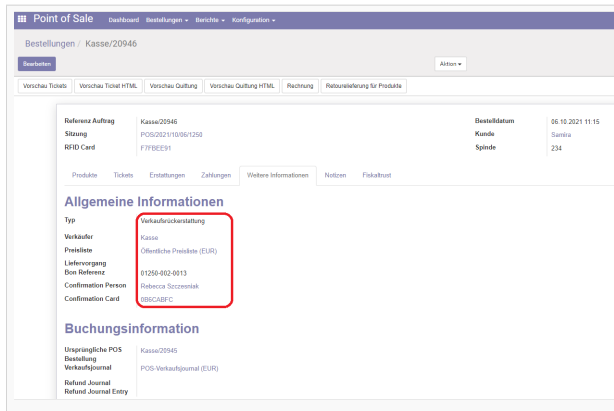 Point of Sale Dashboard Bestellungen Berichte Konfiguration
Bestellungen / Kasse/20946
Bearbeiten Aktion
Vorschau Tickets Vorschau Ticket HTML Vorschau Quittung Vorschau Quittung HTML Rechnung Retourelieferung für Produkte
Referenz Auftrag Kasse/20946 Bestelldatum 06.10.2021 11:15
Sitzung POS/2021/10/06/1250 Kunde Samira
RFID Card F7FBEE91 Spinde 234
Produkte Tickets Erstattungen Zahlungen Weitere Informationen Notizen Fiskaltrust
Allgemeine Informationen
Typ Verkaufsrückerstattung
Verkäufer Kasse
Preisliste Öffentliche Preisliste (EUR)
Liefervorgang
Bon Referenz 01250-002-0013
Confirmation Person Rebecca Szczesniak
Confirmation Card 0B6CABFC
Buchungsinformation
Ursprüngliche POS Kasse/20945
Bestellung
Verkaufsjournal POS-Verkaufsjournal (EUR)
Refund Journal
Refund Journal Entry